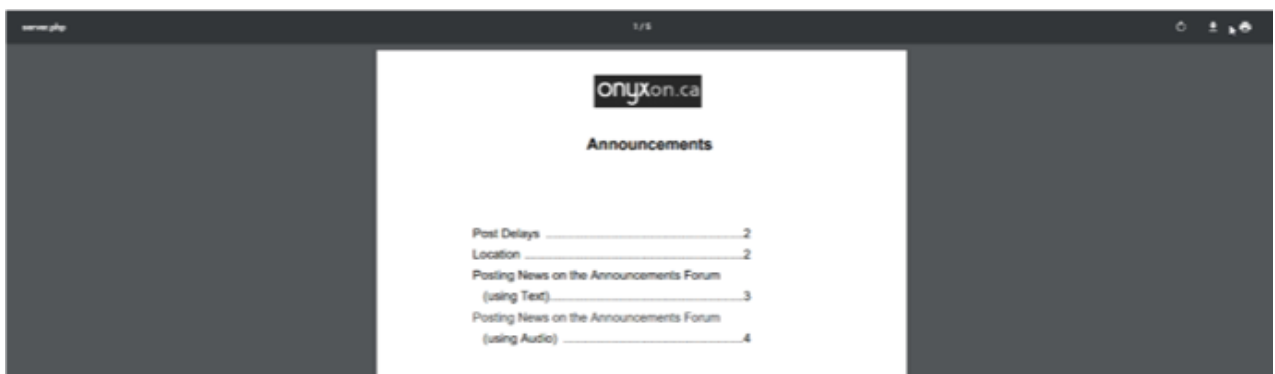 server.php
1 / 5
onyxon.ca
Announcements
Post Delays ........................................................2
Location ..............................................................2
Posting News on the Announcements Forum
(using Text)......................................................3
Posting News on the Announcements Forum
(using Audio) ...................................................4